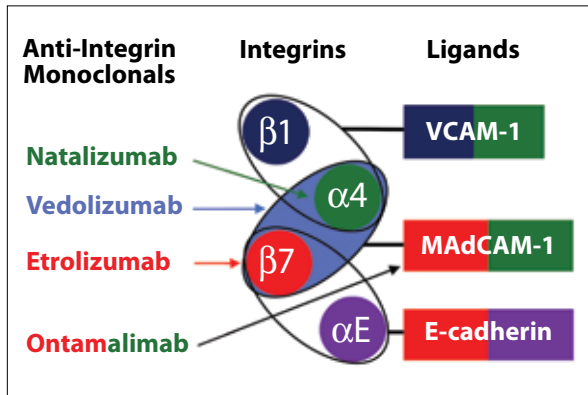 Anti-Integrin
Monoclonals
Integrins
Ligands
β1
VCAM-1
Natalizumab
α4
Vedolizumab
MAdCAM-1
Etrolizumab
β7
Ontamalimab
αE
E-cadherin